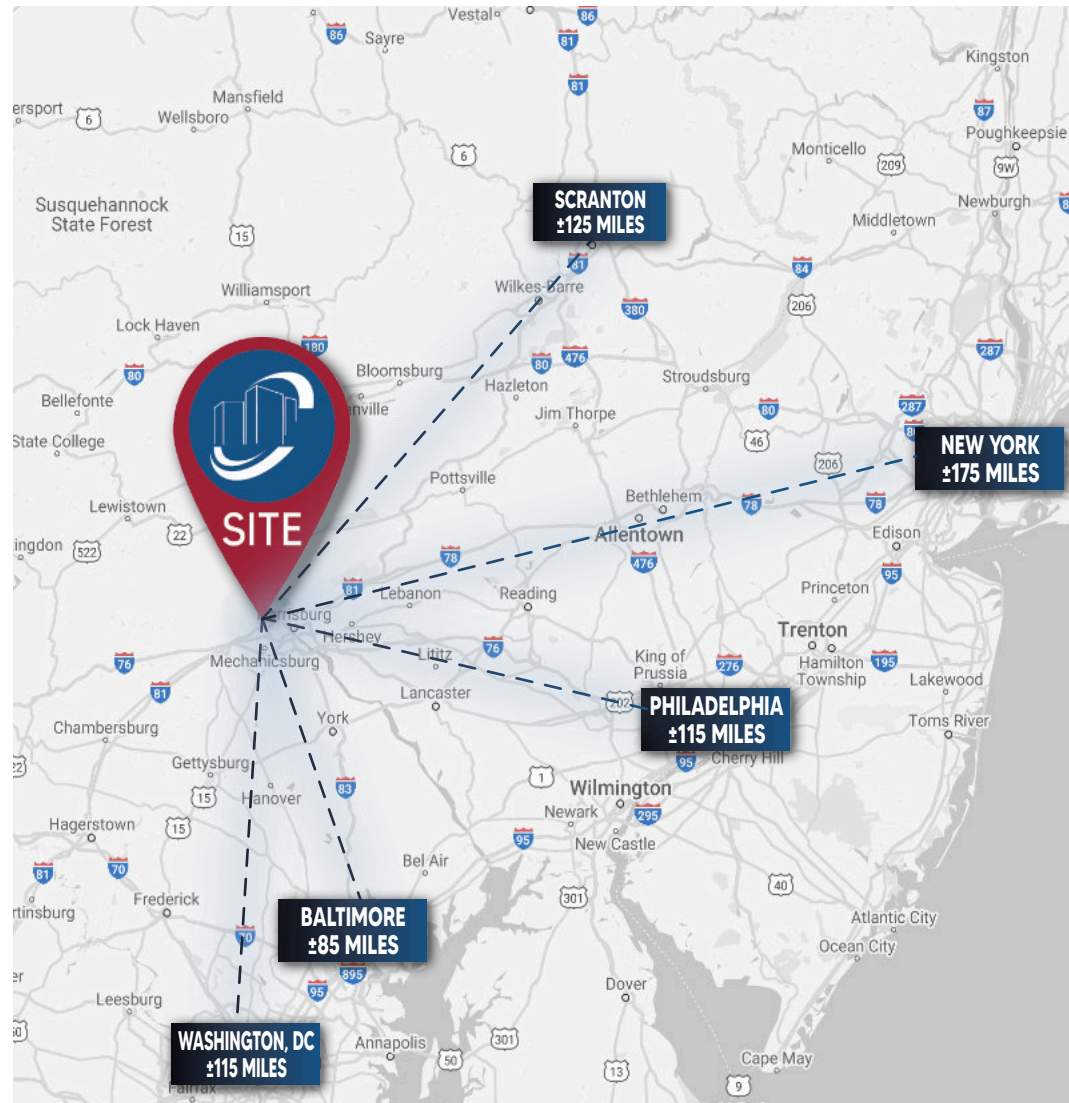 Vestal
86
86
Sayre
81
Kingston
81
Mansfield
ersport
6
Wellsboro
87
Poughkeepsie
Monticello
6
209
9W
Susquehannock
State Forest
SCRANTON
±125 MILES
Newburgh
Middletown
15
81
84
Williamsport
Wilkes-Barre
380
206
Lock Haven
180
287
80
Bloomsburg
80
476
Stroudsburg
Hazleton
Bellefonte
nville
Jim Thorpe
80
287
State College
46
NEW YORK
±175 MILES
206
Pottsville
Lewistown
Bethlehem
78
78
SITE
22
Allentown
Edison
ingdon
522
78
476
95
81
Lebanon
Reading
Princeton
Trenton
Hershey
76
Lititz
76
King of
Prussia
276
Hamilton
Township
195
Mechanicsburg
81
Lancaster
Lakewood
202
PHILADELPHIA
±115 MILES
York
Chambersburg
Toms River
Gettysburg
95
Cherry Hill
22
83
1
15
Hanover
Wilmington
15
Newark
295
Hagerstown
95
New Castle
Bel Air
81
70
40
rtinsburg
Frederick
301
BALTIMORE
±85 MILES
Atlantic City
70
Ocean City
895
95
Leesburg
Dover
50
WASHINGTON, DC
±115 MILES
Annapolis
301
50
Cape May
13
9
Fairfax